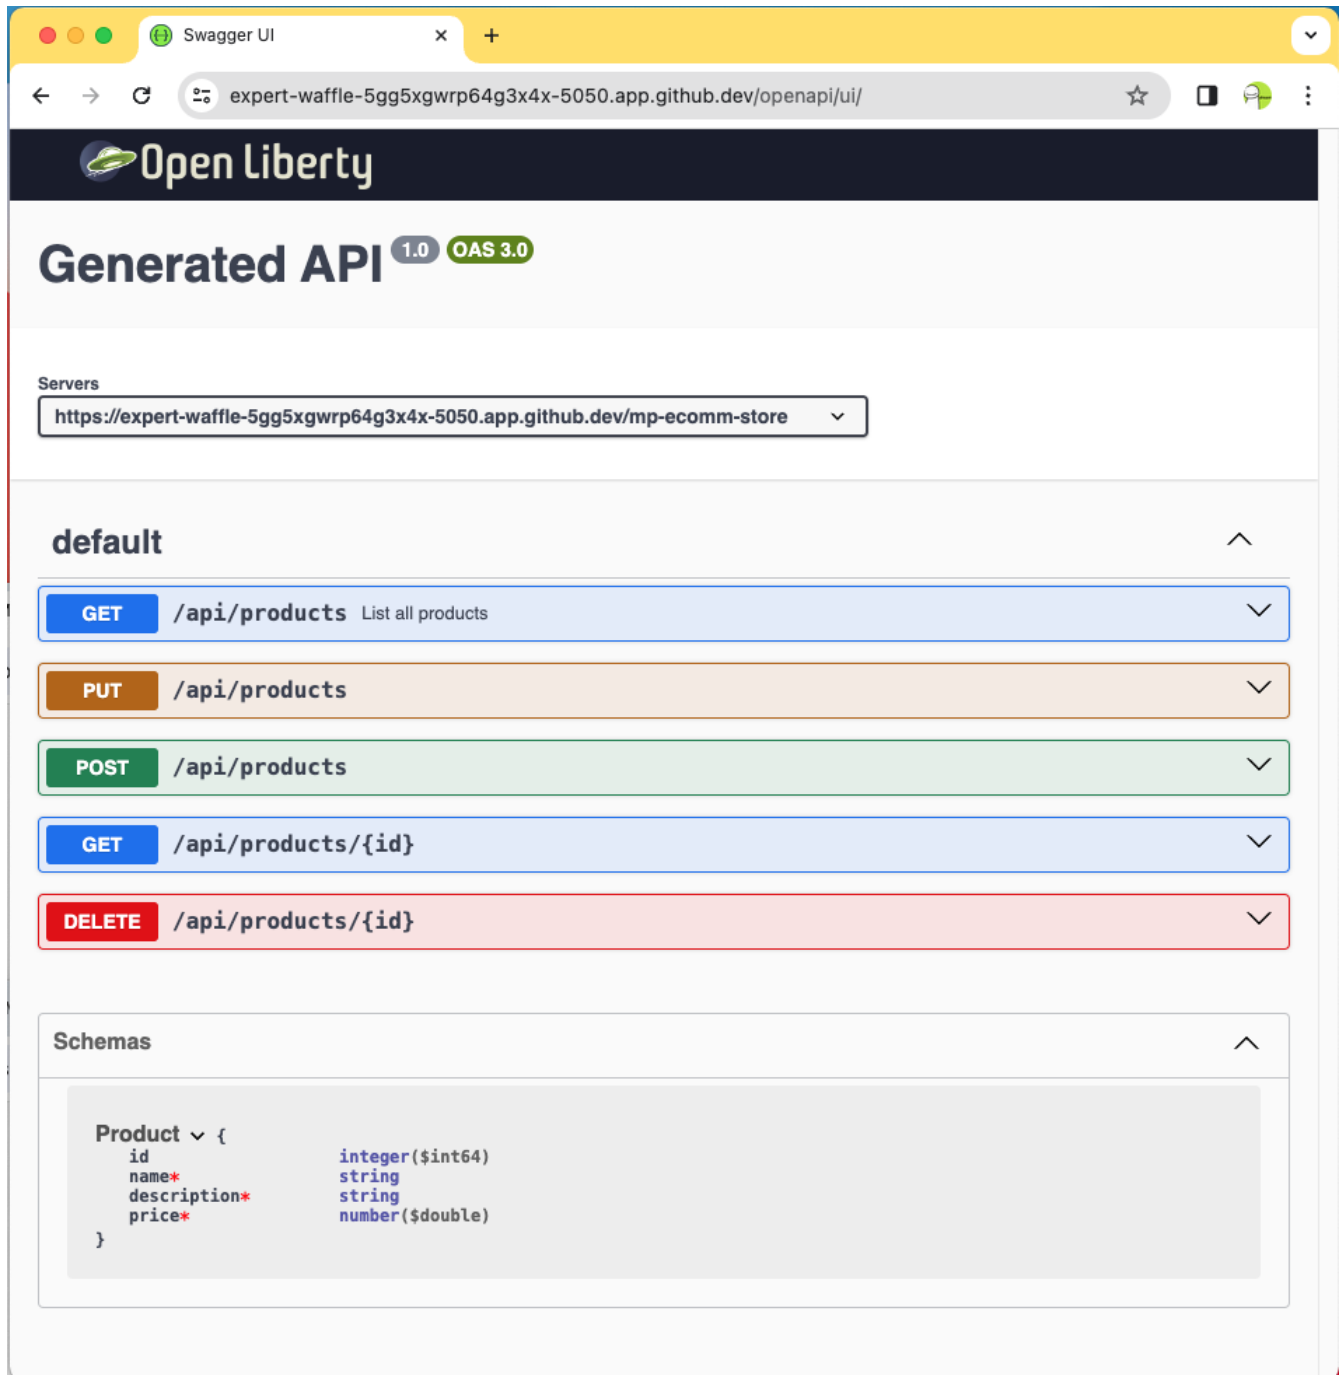 Swagger UI
expert-waffle-5gg5xgwrp64g3x4x-5050.app.github.dev/openapi/ui/
Open Liberty
Generated API 1.0 OAS 3.0
Servers
https://expert-waffle-5gg5xgwrp64g3x4x-5050.app.github.dev/mp-ecomm-store
default
GET /api/products List all products
PUT /api/products
POST /api/products
GET /api/products/{id}
DELETE /api/products/{id}
Schemas
Product {
id integer($int64)
name* string
description* string
price* number($double)
}